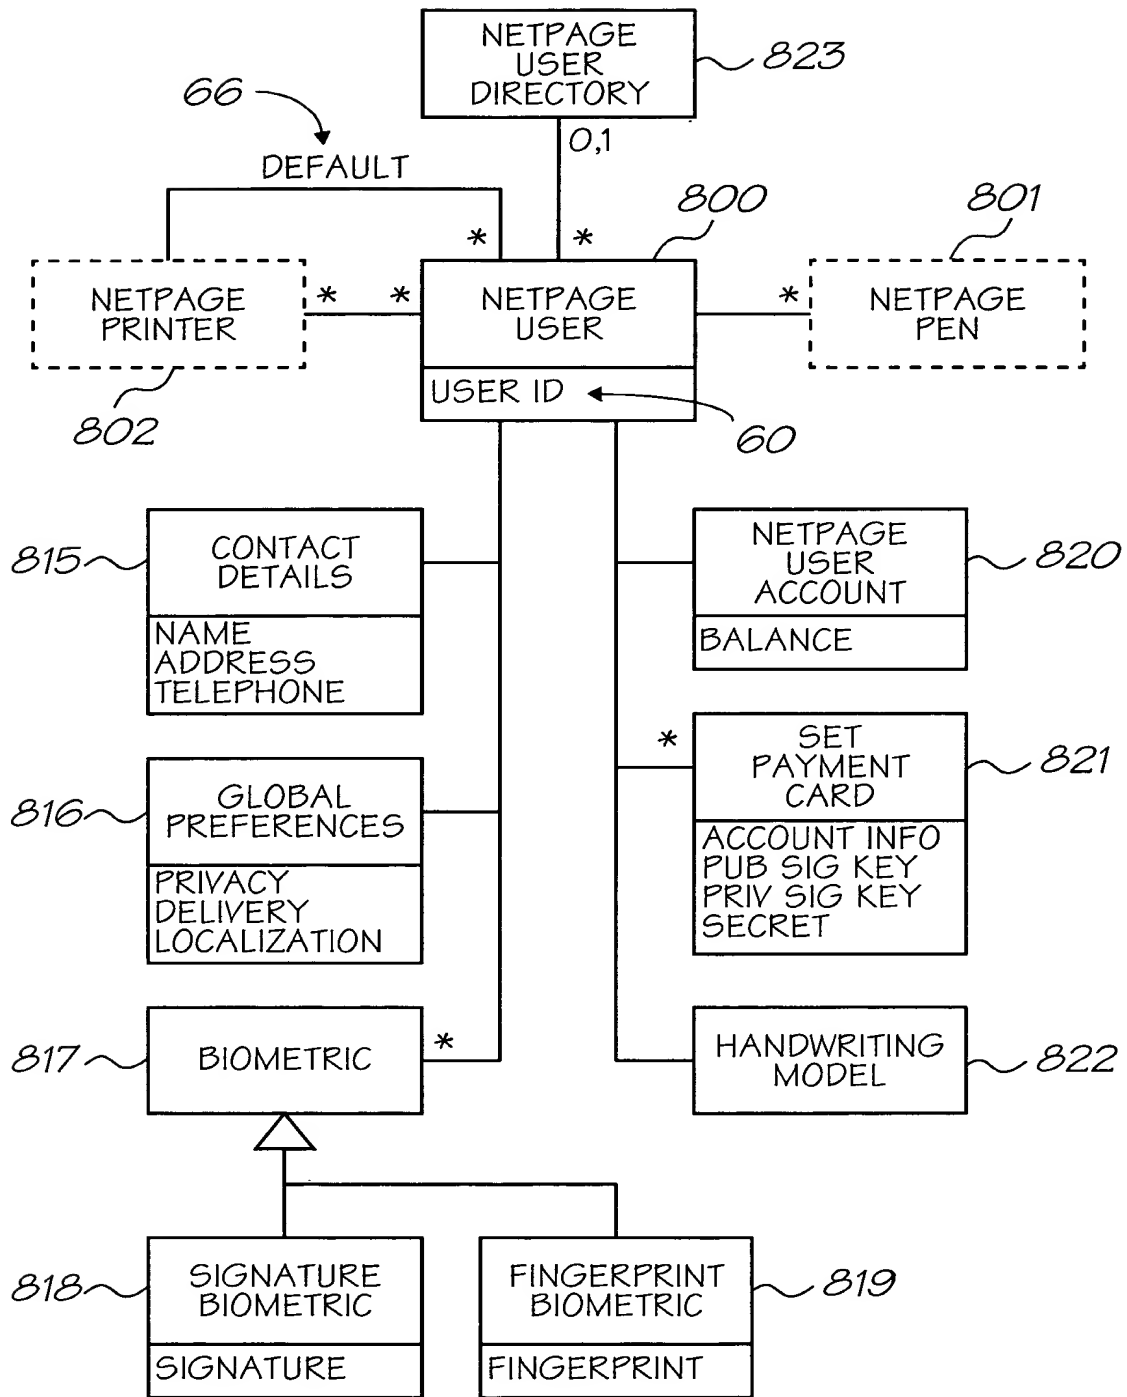 NETPAGE
USER
DIRECTORY
823
66
0,1
DEFAULT
800
801
*
*
NETPAGE
PRINTER
*
*
NETPAGE
USER
*
NETPAGE
PEN
USER ID
802
60
815
CONTACT
DETAILS
NAME
ADDRESS
TELEPHONE
NETPAGE
USER
ACCOUNT
820
BALANCE
816
GLOBAL
PREFERENCES
PRIVACY
DELIVERY
LOCALIZATION
*
SET
PAYMENT
CARD
821
ACCOUNT INFO
PUB SIG KEY
PRIV SIG KEY
SECRET
817
BIOMETRIC
*
HANDWRITING
MODEL
822
818
SIGNATURE
BIOMETRIC
SIGNATURE
FINGERPRINT
BIOMETRIC
819
FINGERPRINT